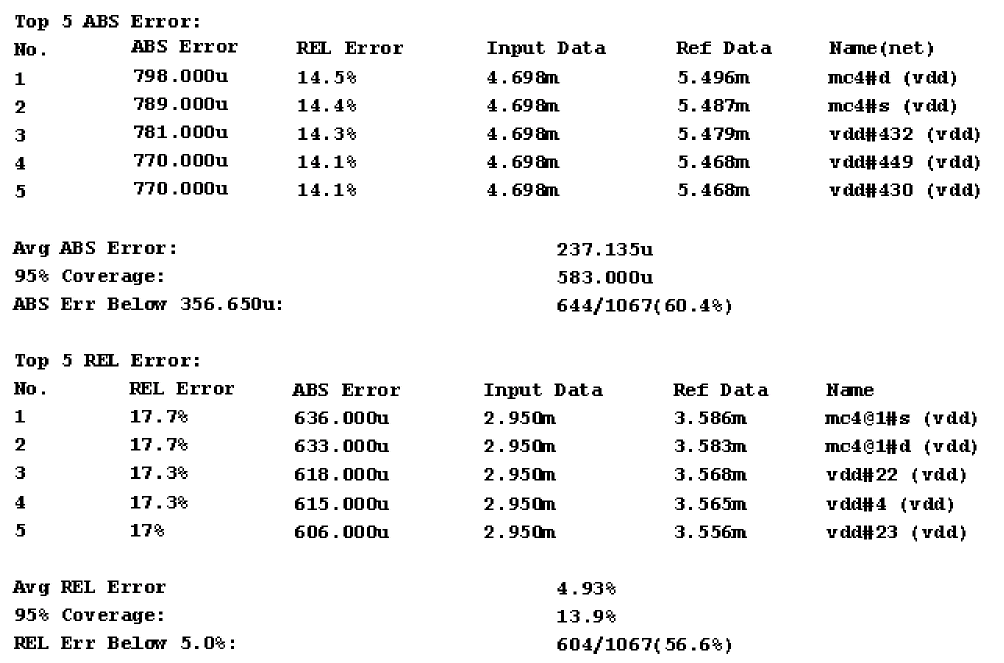 Top 5 ABS Error:
No. ABS Error REL Error Input Data Ref Data Name(net)
1 798.000u 14.5% 4.698m 5.496m mc4#d (vdd)
2 789.000u 14.4% 4.698m 5.487m mc4#s (vdd)
3 781.000u 14.3% 4.698m 5.479m vdd#432 (vdd)
4 770.000u 14.1% 4.698m 5.468m vdd#449 (vdd)
5 770.000u 14.1% 4.698m 5.468m vdd#430 (vdd)
Avg ABS Error: 237.135u
95% Coverage: 583.000u
ABS Err Below 356.650u: 644/1067(60.4%)
Top 5 REL Error:
No. REL Error ABS Error Input Data Ref Data Name
1 17.7% 636.000u 2.950m 3.586m mc4@1#s (vdd)
2 17.7% 633.000u 2.950m 3.583m mc4@1#d (vdd)
3 17.3% 618.000u 2.950m 3.568m vdd#22 (vdd)
4 17.3% 615.000u 2.950m 3.565m vdd#4 (vdd)
5 17% 606.000u 2.950m 3.556m vdd#23 (vdd)
Avg REL Error 4.93%
95% Coverage: 13.9%
REL Err Below 5.0%: 604/1067(56.6%)